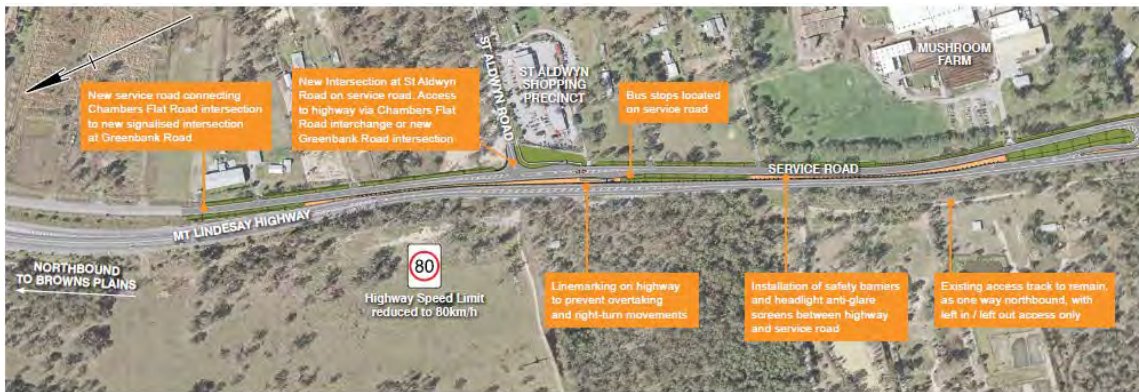 New service road connecting
Chambers Flat Road intersection
to new signalised intersection
at Greenbank Road
New Intersection at St Aldwyn
Road on service road. Access
to highway via Chambers Flat
Road interchange or new
Greenbank Road intersection
ST ALDWYN ROAD
ST ALDWYN
SHOPPING
PRECINCT
Bus stops located
on service road
MUSHROOM
FARM
SERVICE ROAD
MT LINDESAY HIGHWAY
NORTHBOUND
TO BROWNS PLAINS
80
Highway Speed Limit
reduced to 80km/h
Linemarking on highway
to prevent overtaking
and right-turn movements
Installation of safety barriers
and headlight anti-glare
screens between highway
and service road
Existing access track to remain,
as one way northbound, with
left in / left out access only